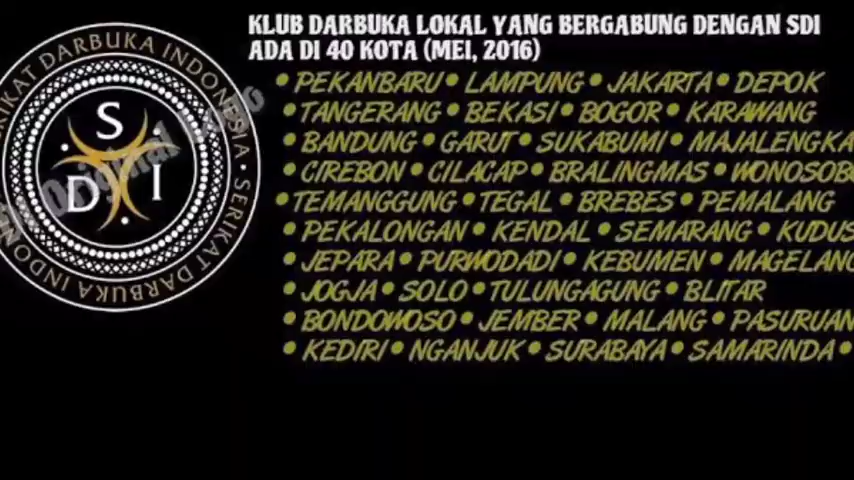 KLUB DARBUKA LOKAL YANG BERGABUNG DENGAN SDI
ADA DI 40 KOTA (MEI, 2016)
• PEKANBARU • LAMPUNG • JAKARTA • DEPOK
• TANGERANG • BEKASI • BOGOR • KARAWANG
• BANDUNG • GARUT • SUKABUMI • MAJALENGKA
• CIREBON • CILACAP • BRALINGMAS • WONOSOBO
• TEMANGGUNG • TEGAL • BREBES • PEMALANG
• PEKALONGAN • KENDAL • SEMARANG • KUDUS
• JEPARA • PURWODADI • KEBUMEN • MAGELANG
• JOGJA • SOLO • TULUNGAGUNG • BLITAR
• BONDOWOSO • JEMBER • MALANG • PASURUAN
• KEDIRI • NGANJUK • SURABAYA • SAMARINDA •
SERIKAT DARBUKA INDONESIA • SERIKAT DARBUKA INDONESIA
S
D I
Original